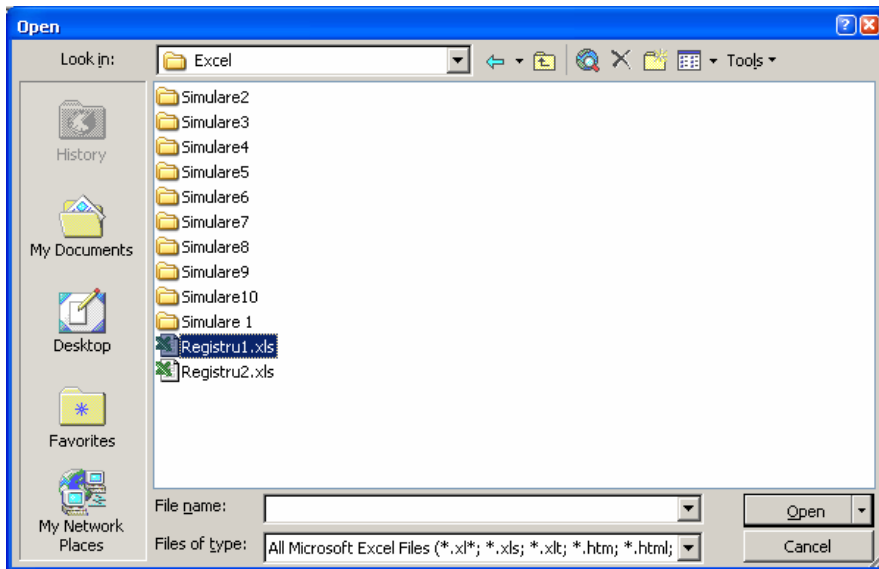 Open
Look in:
Excel
Tools
History
My Documents
Desktop
Favorites
My Network
Places
Simulare2
Simulare3
Simulare4
Simulare5
Simulare6
Simulare7
Simulare8
Simulare9
Simulare10
Simulare 1
Registru1.xls
Registru2.xls
File name:
Open
Files of type:
All Microsoft Excel Files (*.xl*; *.xls; *.xlt; *.htm; *.html;
Cancel